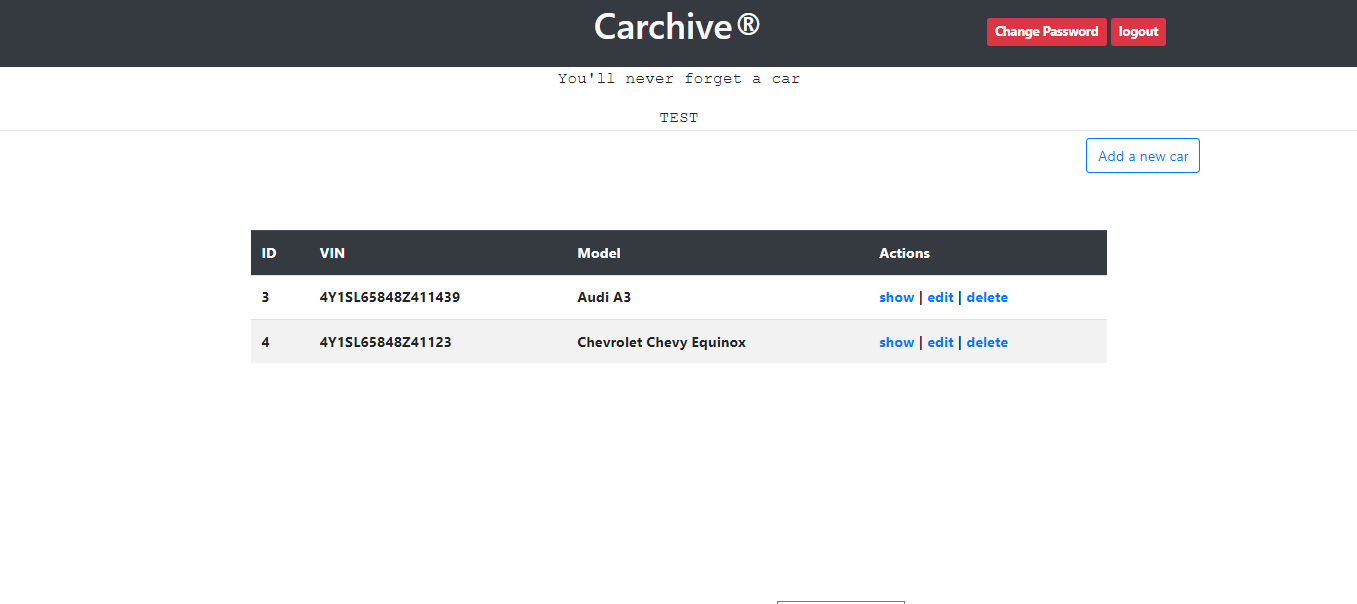 Carchive®
Change Password logout
You'll never forget a car
TEST
Add a new car
ID VIN Model Actions
3 4Y1SL65848Z411439 Audi A3 show | edit | delete
4 4Y1SL65848Z41123 Chevrolet Chevy Equinox show | edit | delete